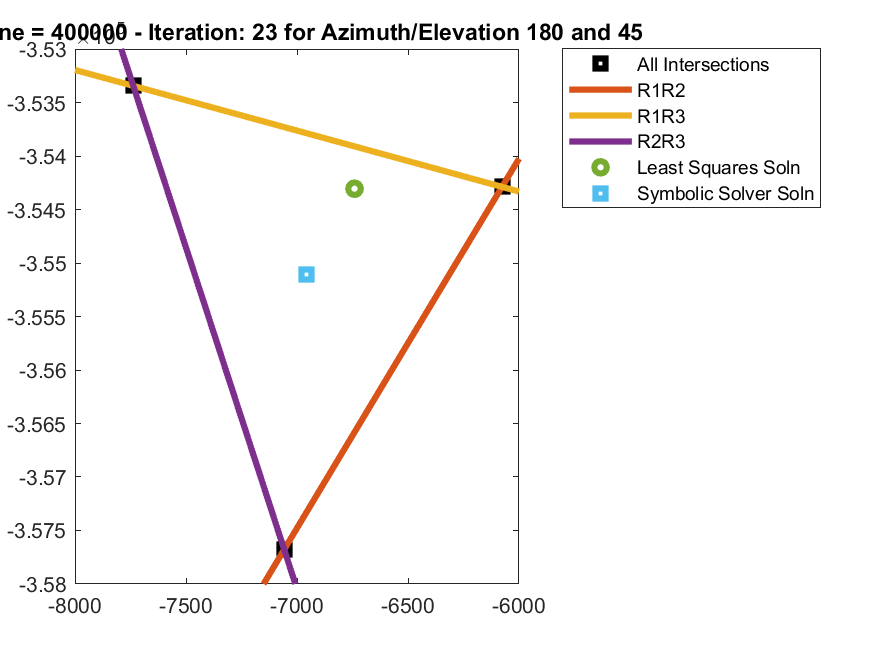 ne = 400000 - Iteration: 23 for Azimuth/Elevation 180 and 45
-3.53
-3.535
-3.54
-3.545
-3.55
-3.555
-3.56
-3.565
-3.57
-3.575
-3.58
-8000
-7500
-7000
-6500
-6000
All Intersections
R1R2
R1R3
R2R3
Least Squares Soln
Symbolic Solver Soln